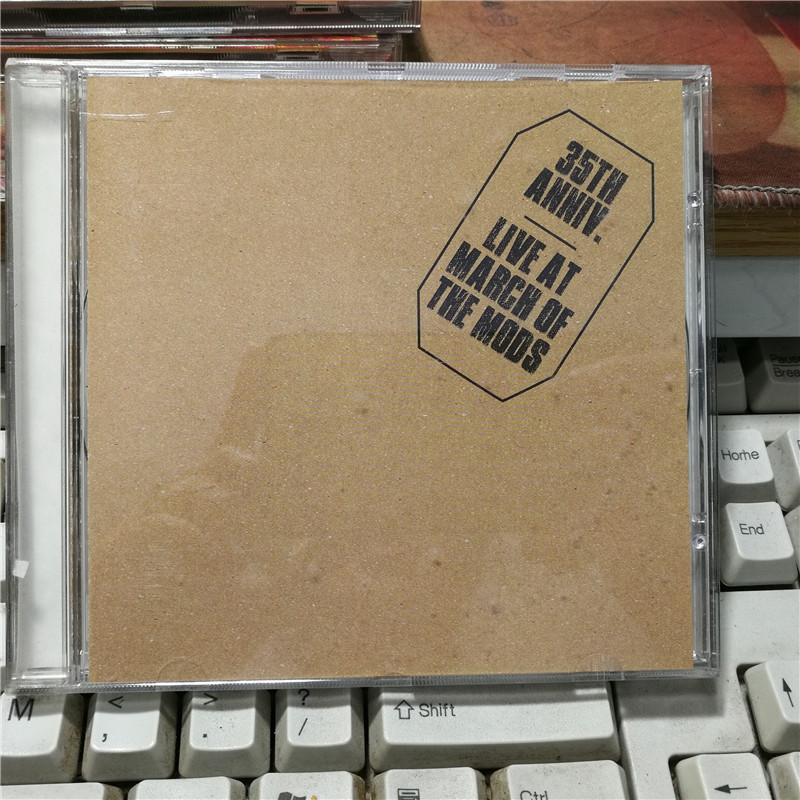 35TH
ANNIV.
LIVE AT
MARCH OF
THE MODS
Home
End
M
<
,
>
.
?
/
Shift
Ctrl